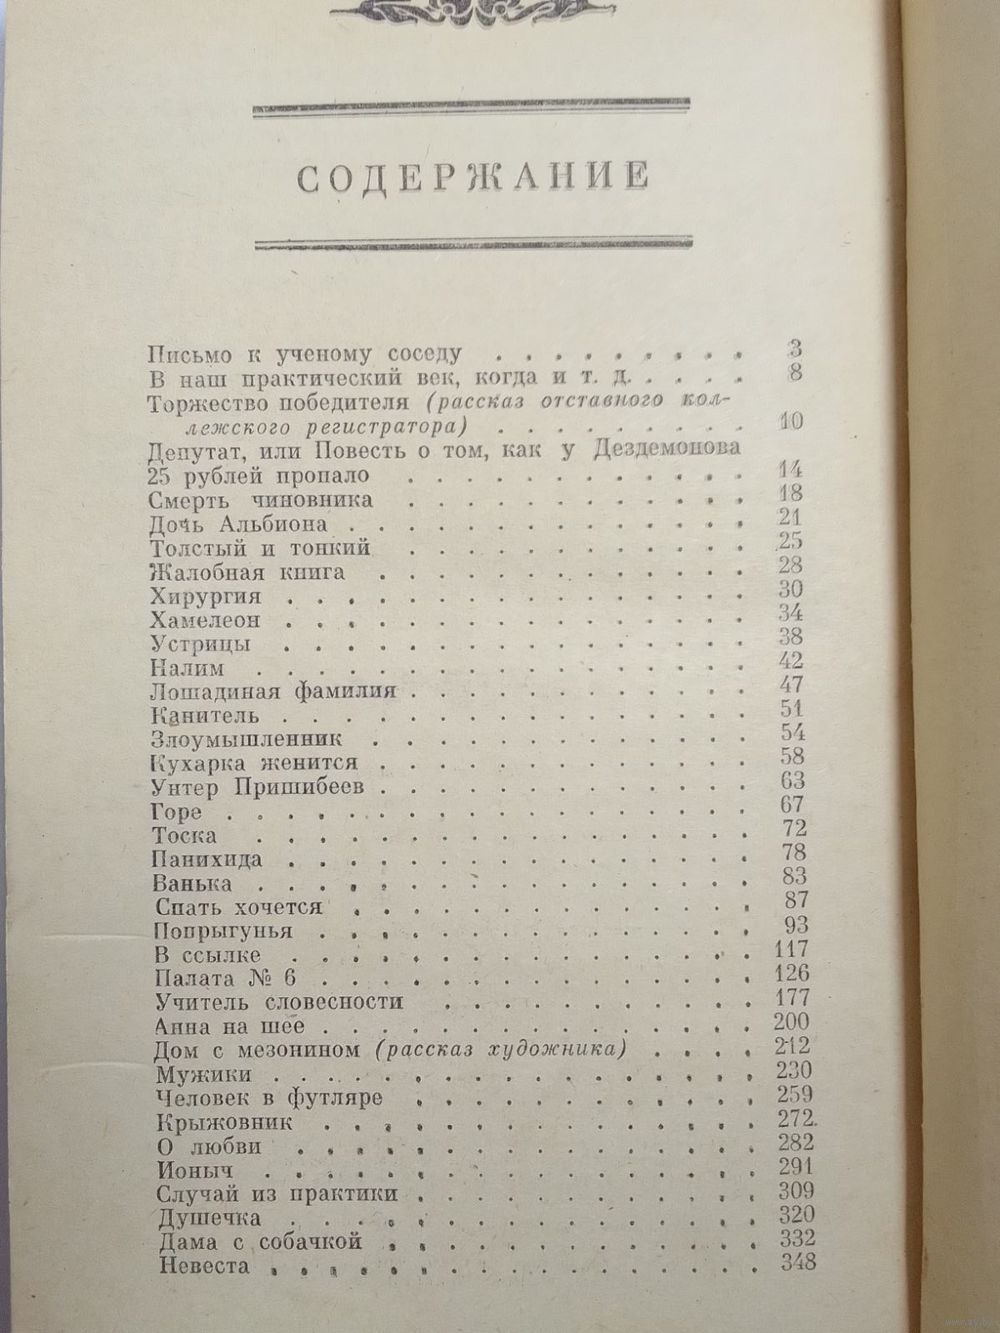 СОДЕРЖАНИЕ
Письмо к ученому соседу . . . . . . . . . 3
В наш практический век, когда и т. д. . . . . 8
Торжество победителя (рассказ отставного кол-
лежского регистратора) . . . . . . . . . 10
Депутат, или Повесть о том, как у Дездемонова
25 рублей пропало . . . . . . . . . . . . 14
Смерть чиновника . . . . . . . . . . . . 18
Дочь Альбиона . . . . . . . . . . . . . . 21
Толстый и тонкий . . . . . . . . . . . . 25
Жалобная книга . . . . . . . . . . . . . 28
Хирургия . . . . . . . . . . . . . . . . 30
Хамелеон . . . . . . . . . . . . . . . . 34
Устрицы . . . . . . . . . . . . . . . . 38
Налим . . . . . . . . . . . . . . . . . 42
Лошадиная фамилия . . . . . . . . . . . . 47
Канитель . . . . . . . . . . . . . . . . 51
Злоумышленник . . . . . . . . . . . . . 54
Кухарка женится . . . . . . . . . . . . . 58
Унтер Пришибеев . . . . . . . . . . . . . 63
Горе . . . . . . . . . . . . . . . . . . 67
Тоска . . . . . . . . . . . . . . . . . 72
Панихида . . . . . . . . . . . . . . . . 78
Ванька . . . . . . . . . . . . . . . . . 83
Спать хочется . . . . . . . . . . . . . . 87
Попрыгунья . . . . . . . . . . . . . . . 93
В ссылке . . . . . . . . . . . . . . . . 117
Палата № 6 . . . . . . . . . . . . . . . 126
Учитель словесности . . . . . . . . . . . 177
Анна на шее . . . . . . . . . . . . . . . 200
Дом с мезонином (рассказ художника) . . . . 212
Мужики . . . . . . . . . . . . . . . . . 230
Человек в футляре . . . . . . . . . . . . 259
Крыжовник . . . . . . . . . . . . . . . 272
О любви . . . . . . . . . . . . . . . . 282
Ионыч . . . . . . . . . . . . . . . . . 291
Случай из практики . . . . . . . . . . . . 309
Душечка . . . . . . . . . . . . . . . . 320
Дама с собачкой . . . . . . . . . . . . . 332
Невеста . . . . . . . . . . . . . . . . . 348